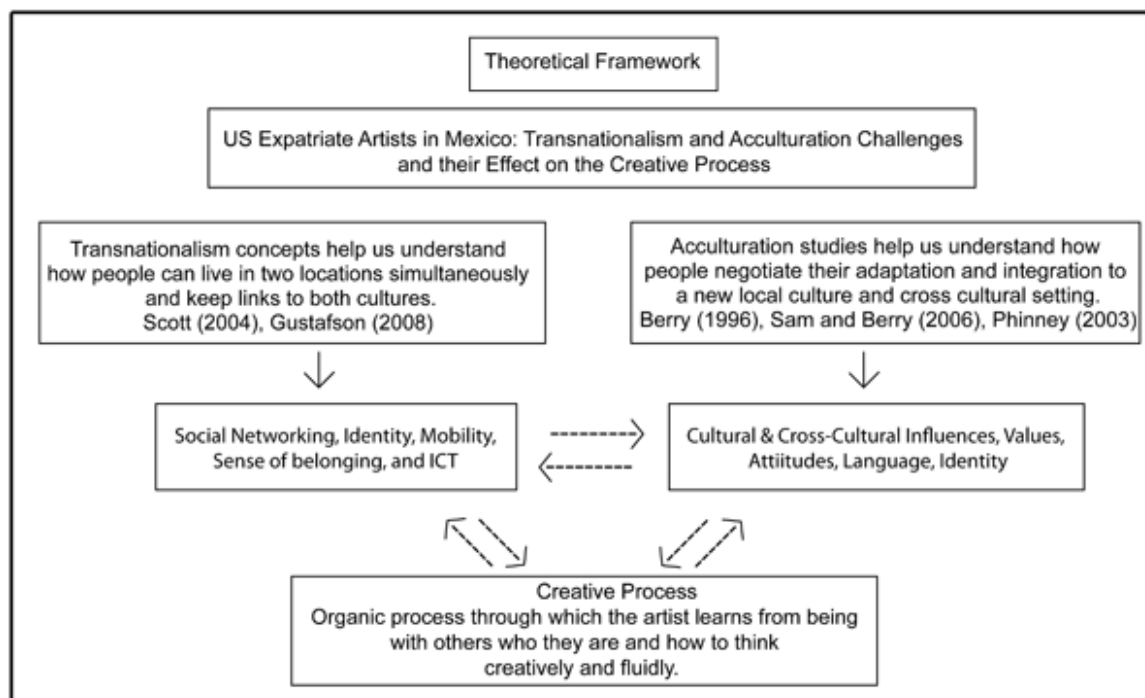 Theoretical Framework
US Expatriate Artists in Mexico: Transnationalism and Acculturation Challenges
and their Effect on the Creative Process
Transnationalism concepts help us understand
how people can live in two locations simultaneously
and keep links to both cultures.
Scott (2004), Gustafson (2008)
Acculturation studies help us understand how
people negotiate their adaptation and integration to
a new local culture and cross cultural setting.
Berry (1996), Sam and Berry (2006), Phinney (2003)
Social Networking, Identity, Mobility,
Sense of belonging, and ICT
Cultural & Cross-Cultural Influences, Values,
Attiitudes, Language, Identity
Creative Process
Organic process through which the artist learns from being
with others who they are and how to think
creatively and fluidly.